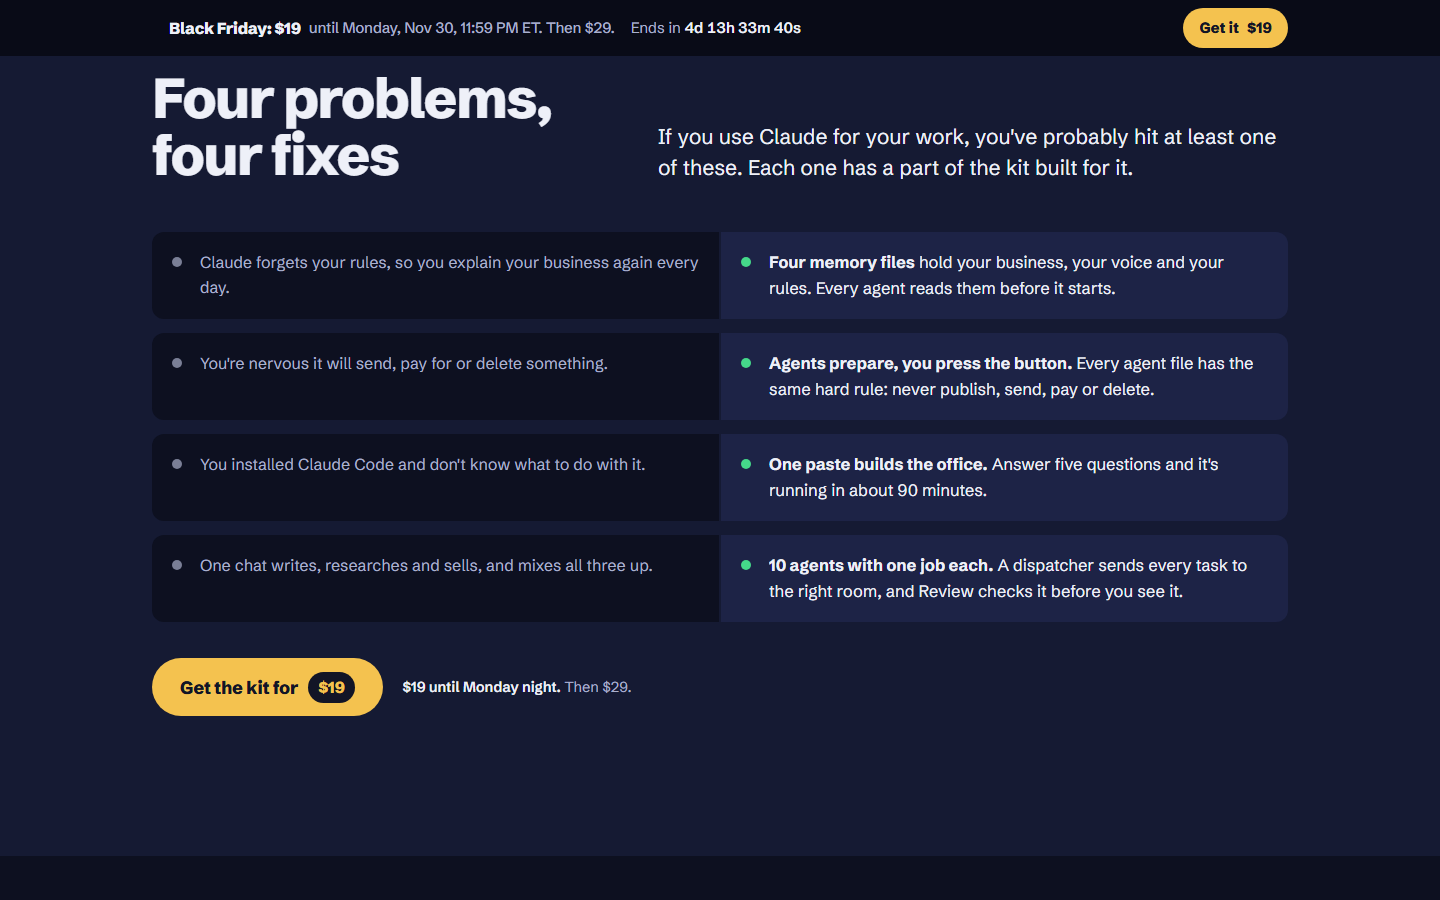 Black Friday: $19 until Monday, Nov 30, 11:59 PM ET. Then $29. Ends in 4d 13h 33m 40s
Get it $19
Four problems,
four fixes
If you use Claude for your work, you've probably hit at least one
of these. Each one has a part of the kit built for it.
Claude forgets your rules, so you explain your business again every
day.
Four memory files hold your business, your voice and your
rules. Every agent reads them before it starts.
You're nervous it will send, pay for or delete something.
Agents prepare, you press the button. Every agent file has the
same hard rule: never publish, send, pay or delete.
You installed Claude Code and don't know what to do with it.
One paste builds the office. Answer five questions and it's
running in about 90 minutes.
One chat writes, researches and sells, and mixes all three up.
10 agents with one job each. A dispatcher sends every task to
the right room, and Review checks it before you see it.
Get the kit for $19
$19 until Monday night. Then $29.